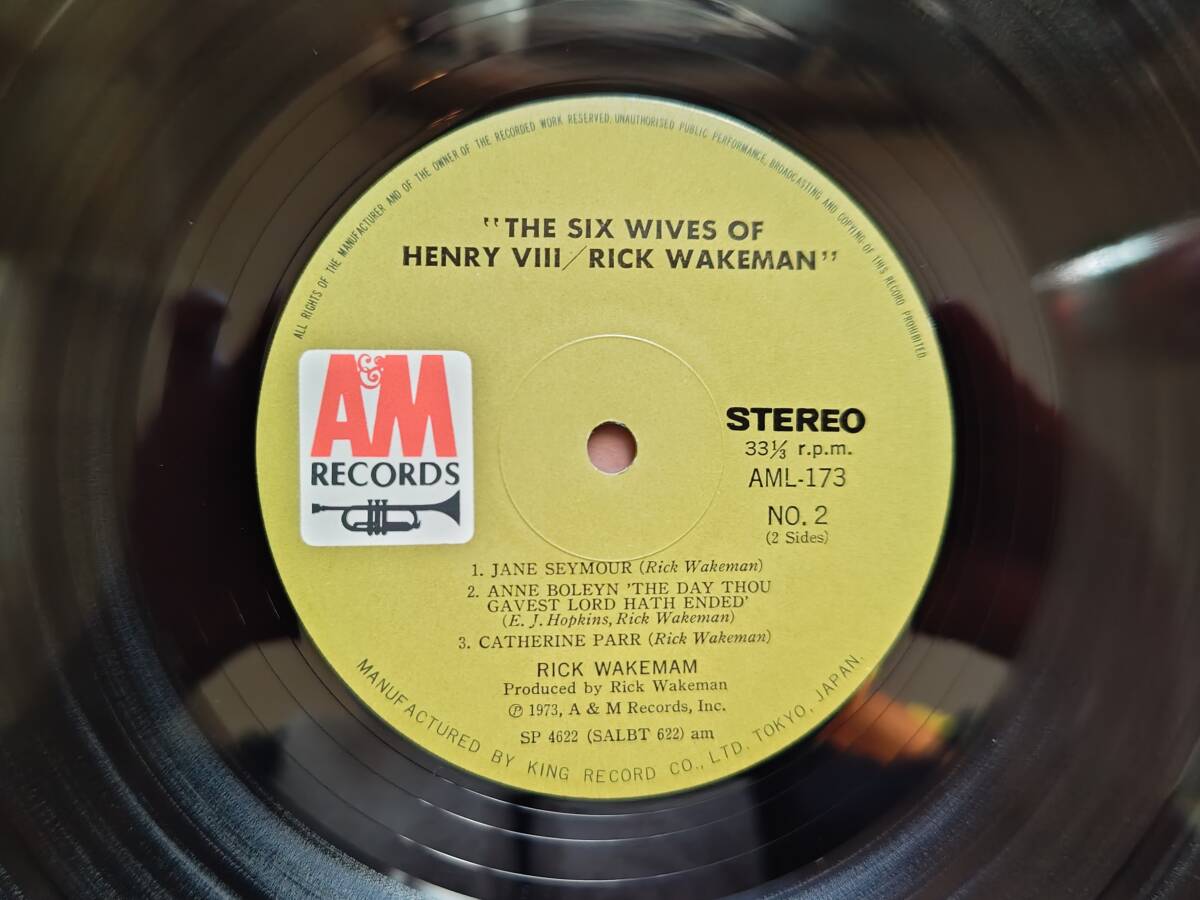 ALL RIGHTS OF THE MANUFACTURER AND OF THE OWNER OF THE RECORDED WORK RESERVED. UNAUTHORISED PUBLIC PERFORMANCE, BROADCASTING AND COPYING OF THIS RECORD PROHIBITED.
"THE SIX WIVES OF
HENRY VIII/RICK WAKEMAN"
A&M
RECORDS
STEREO
33⅓ r.p.m.
AML-173
NO. 2
(2 Sides)
1. JANE SEYMOUR (Rick Wakeman)
2. ANNE BOLEYN 'THE DAY THOU
GAVEST LORD HATH ENDED'
(E. J. Hopkins, Rick Wakeman)
3. CATHERINE PARR (Rick Wakeman)
RICK WAKEMAM
Produced by Rick Wakeman
℗ 1973, A & M Records, Inc.
SP 4622 (SALBT 622) am
MANUFACTURED BY KING RECORD CO., LTD. TOKYO, JAPAN.